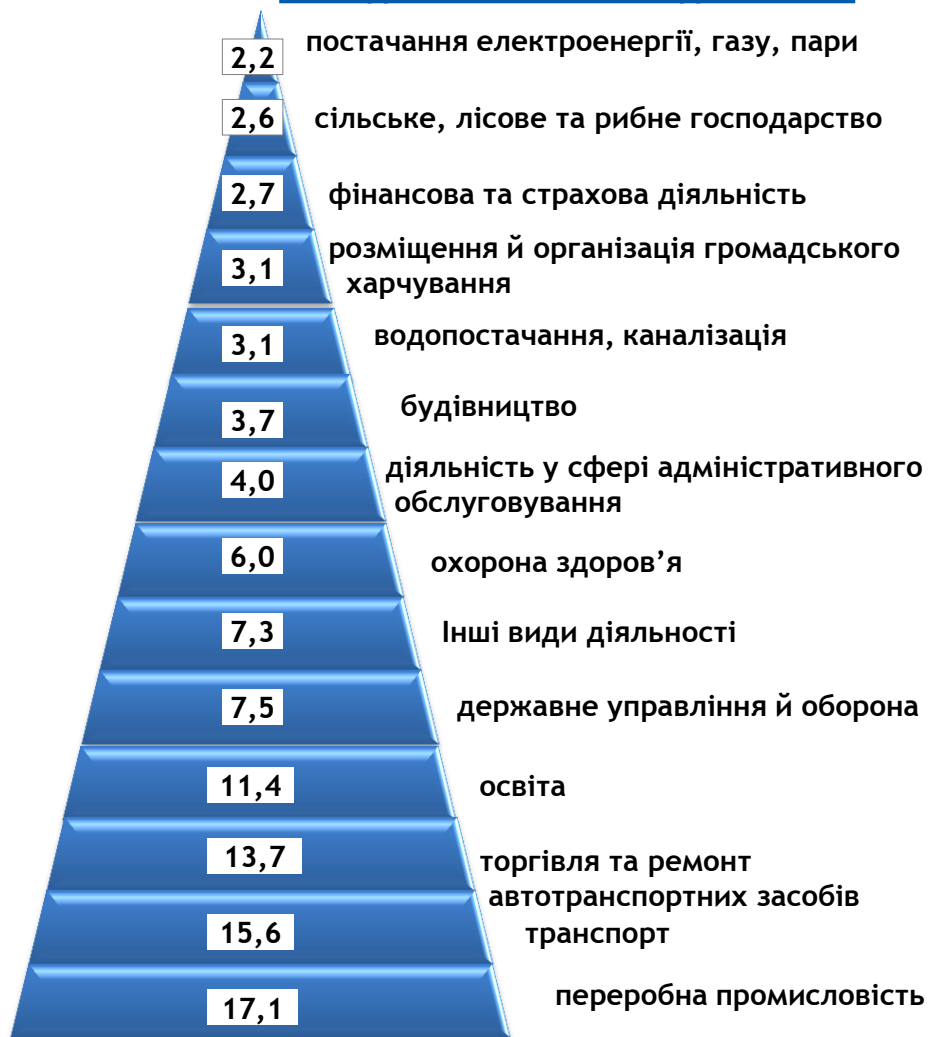 2,2 постачання електроенергії, газу, пари
2,6 сільське, лісове та рибне господарство
2,7 фінансова та страхова діяльність
3,1 розміщення й організація громадського
харчування
3,1 водопостачання, каналізація
3,7 будівництво
4,0 діяльність у сфері адміністративного
обслуговування
6,0 охорона здоров’я
7,3 Інші види діяльності
7,5 державне управління й оборона
11,4 освіта
13,7 торгівля та ремонт
автотранспортних засобів
15,6 транспорт
17,1 переробна промисловість